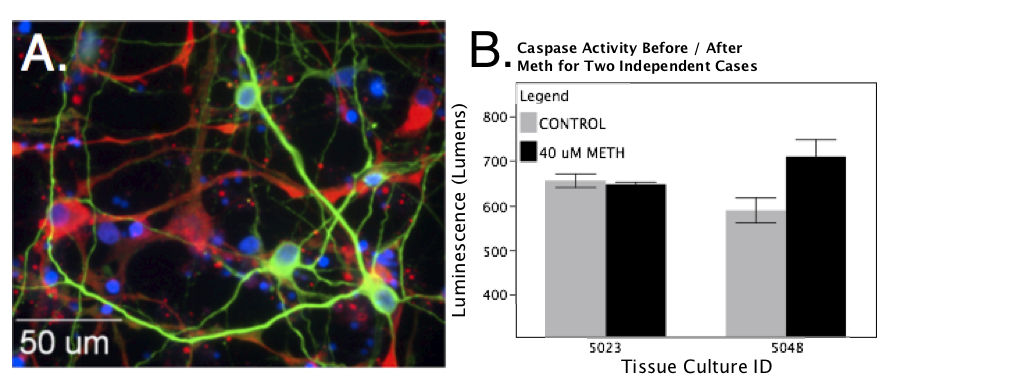 A.
50 um
B.
Caspase Activity Before / After
Meth for Two Independent Cases
Legend
CONTROL
40 uM METH
Luminescence (Lumens)
800
700
600
500
400
5023
5048
Tissue Culture ID